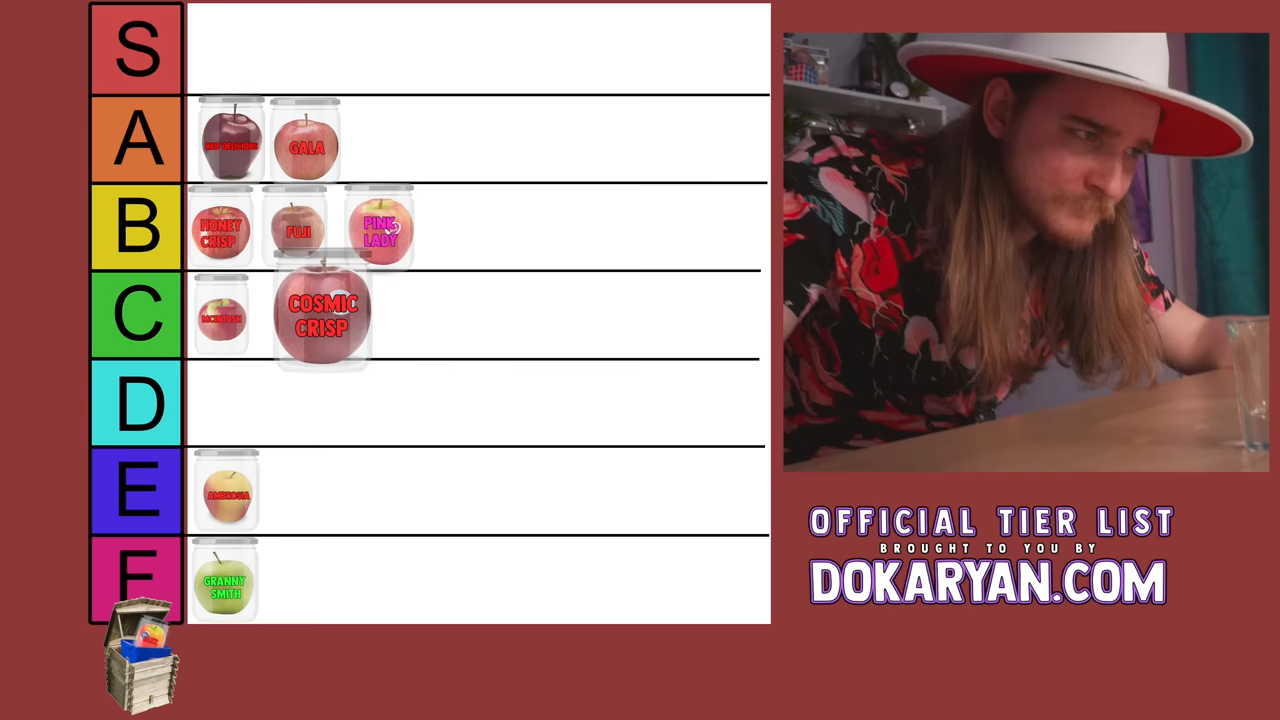 S
A
RED DELICIOUS
GALA
B
HONEY
CRISP
FUJI
PINK
LADY
C
MCINTOSH
COSMIC
CRISP
D
E
AMBROSIA
F
GRANNY
SMITH
OFFICIAL TIER LIST
BROUGHT TO YOU BY
DOKARYAN.COM